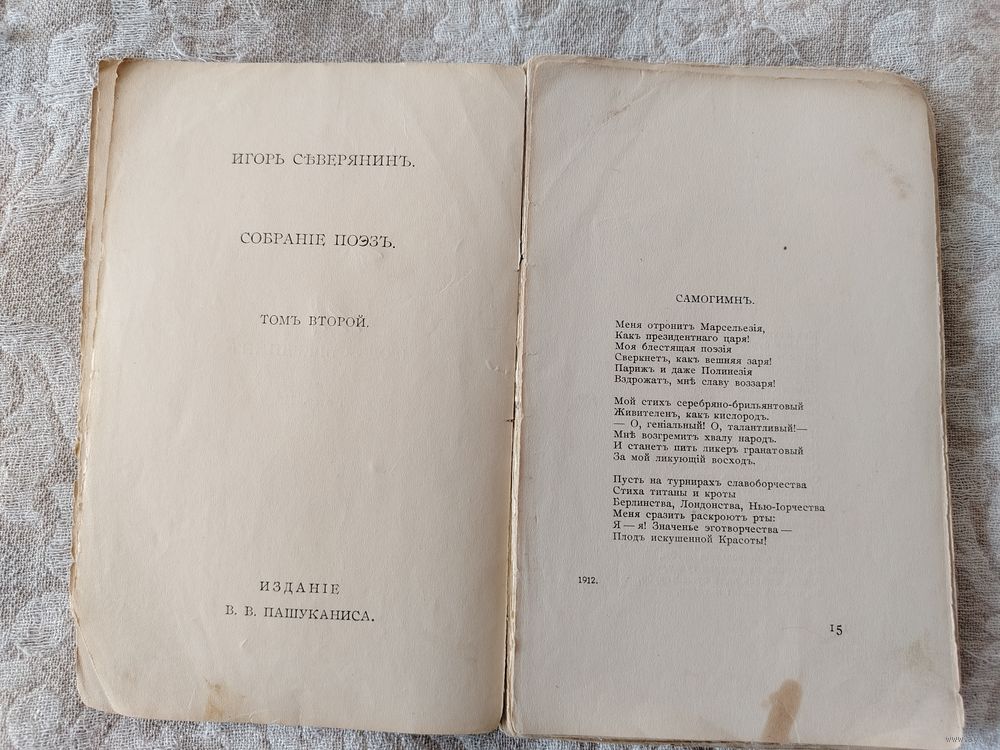 ИГОРЬ СѢВЕРЯНИНЪ.
СОБРАНІЕ ПОЭЗЪ.
ТОМЪ ВТОРОЙ.
ИЗДАНІЕ
В. В. ПАШУКАНИСА.
САМОГИМНЪ.
Меня отронитъ Марсельезія,
Какъ президентнаго царя!
Моя блестящая поэзія
Сверкнетъ, какъ вешняя заря!
Парижъ и даже Полинезія
Вздрожатъ, мнѣ славу воззаря!
Мой стихъ серебряно-брильянтовый
Живителенъ, какъ кислородъ.
— О, геніальный! О, талантливый!—
Мнѣ возгремитъ хвалу народъ.
И станетъ пить ликеръ гранатовый
За мой ликующій восходъ.
Пусть на турнирахъ славоборчества
Стиха титаны и кроты
Берлинства, Лондонства, Нью-Іорчества
Меня сразить раскроютъ рты:
Я — я! Значенье эготворчества —
Плодъ искушенной Красоты!
1912.
15